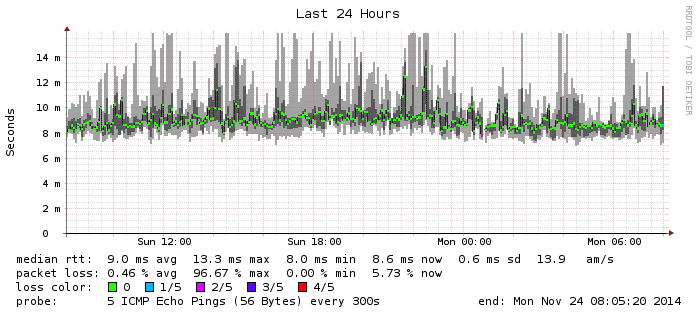 Last 24 Hours
RRDTOOL / TOBI OETIKER
Seconds
14 m
12 m
10 m
8 m
6 m
4 m
2 m
0
Sun 12:00 Sun 18:00 Mon 00:00 Mon 06:00
median rtt: 9.0 ms avg 13.3 ms max 8.0 ms min 8.6 ms now 0.6 ms sd 13.9 am/s
packet loss: 0.46 % avg 96.67 % max 0.00 % min 5.73 % now
loss color: 0 1/5 2/5 3/5 4/5
probe: 5 ICMP Echo Pings (56 Bytes) every 300s end: Mon Nov 24 08:05:20 2014